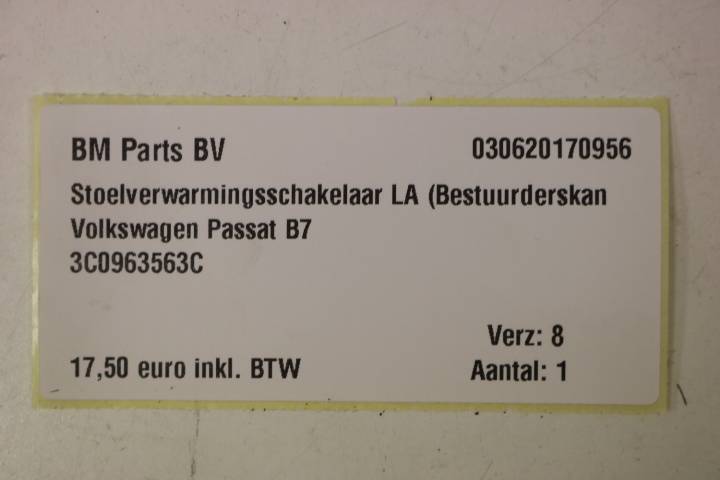 BM Parts BV 030620170956
Stoelverwarmingsschakelaar LA (Bestuurderskan
Volkswagen Passat B7
3C0963563C
Verz: 8
17,50 euro inkl. BTW Aantal: 1